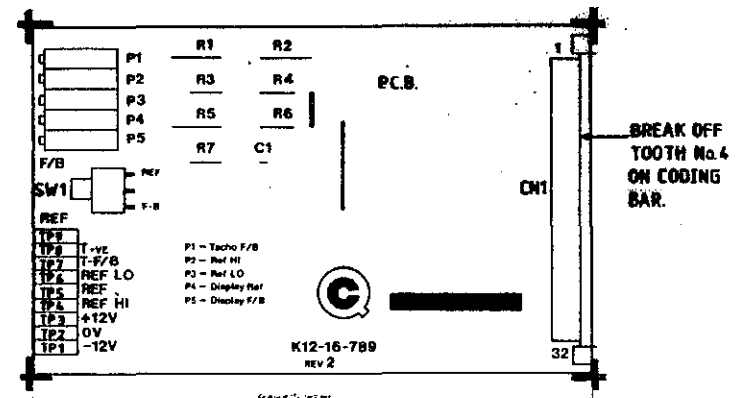 R1 R2
P1
P2
R3 R4
P.C.B.
P3
P4
R5 R6
P5
R7 C1
F/B
SW1
REF
F-B
REF
TP9
TP8 T-VE
TP7 T-F/B
TP6 REF LO
TP5 REF
TP4 REF HI
TP3 +12V
TP2 0V
TP1 -12V
P1 - Tacho F/B
P2 - Ref HI
P3 - Ref LO
P4 - Display Ref
P5 - Display F/B
C
K12-16-789
REV 2
1
CN1
32
BREAK OFF
TOOTH No.4
ON CODING
BAR.